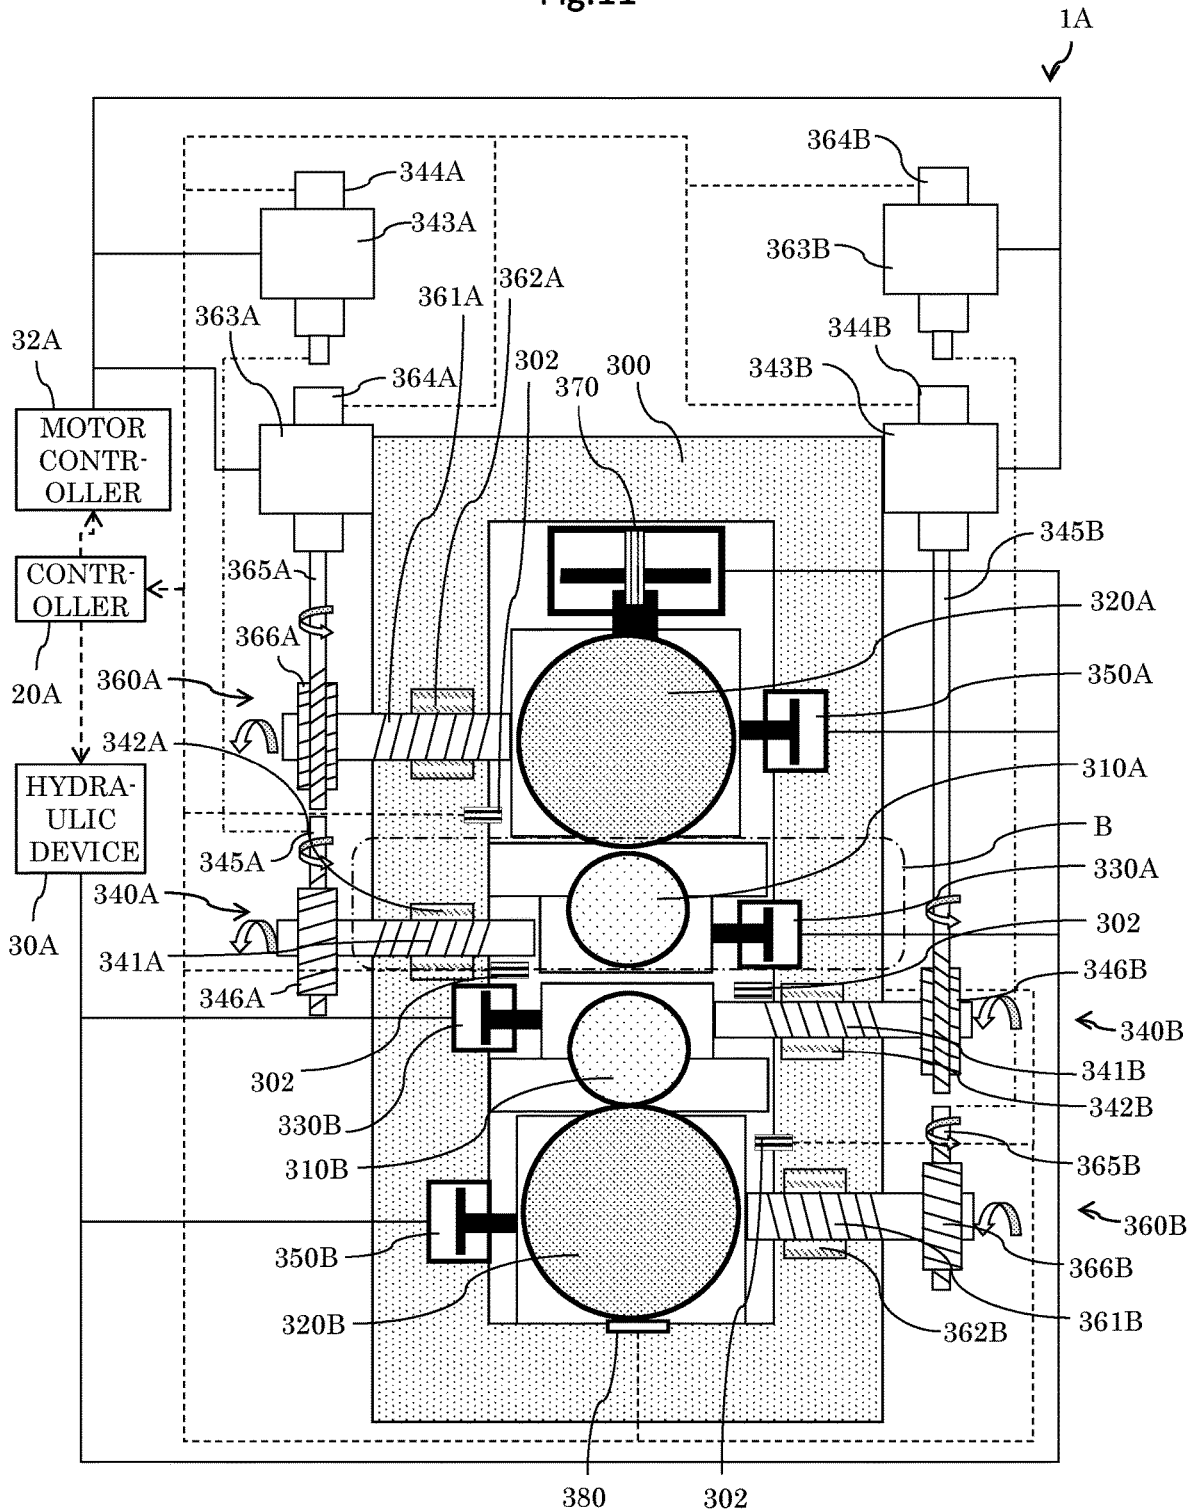 Fig.11
1A
364B
344A
343A
363B
362A
361A
363A
344B
32A
302
300
343B
364A
370
MOTOR
CONTR-
OLLER
345B
CONTR-
OLLER
365A
320A
366A
350A
360A
20A
342A
310A
HYDRA-
ULIC
DEVICE
B
345A
330A
340A
302
30A
341A
346B
346A
340B
341B
302
342B
330B
310B
365B
360B
350B
366B
320B
362B
361B
380
302